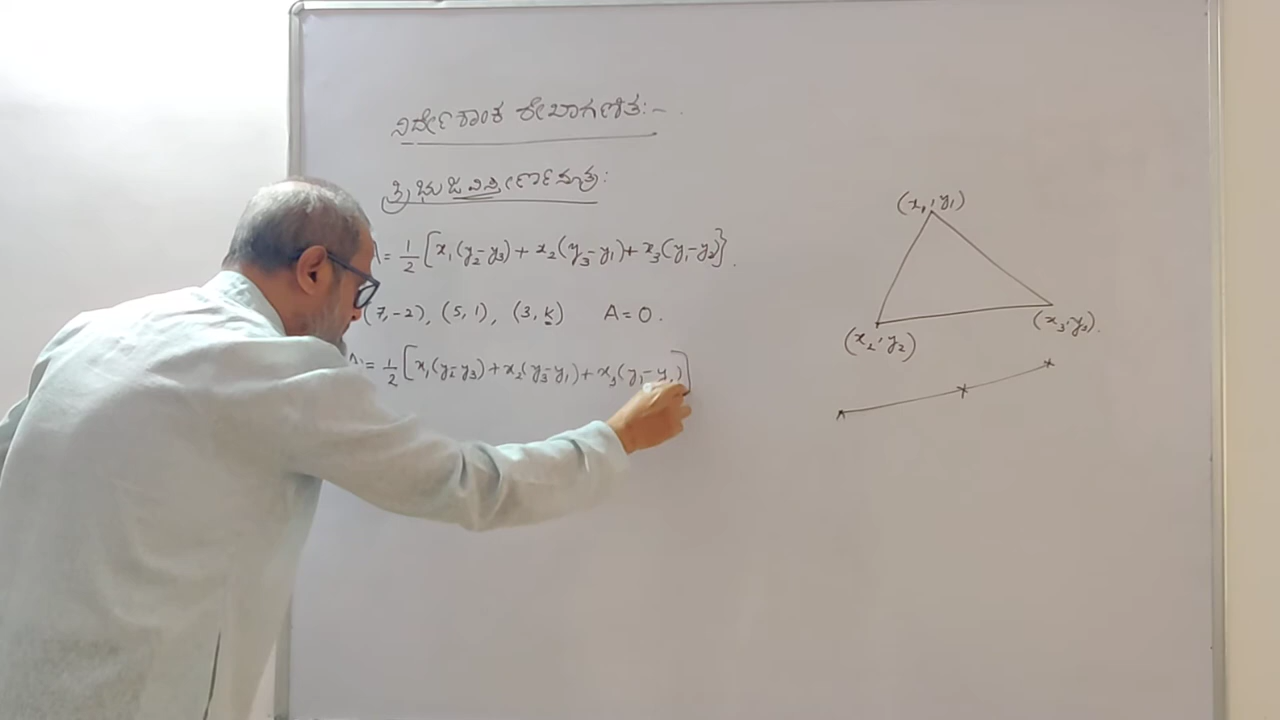 ನಿರ್ದೇಶಾಂಕ ರೇಖಾಗಣಿತ:-
ತ್ರಿಭುಜ ವಿಸ್ತೀರ್ಣ ಸೂತ್ರ:
A = 1/2 [x₁(y₂-y₃) + x₂(y₃-y₁) + x₃(y₁-y₂)].
(7,-2), (5,1), (3,k) A=0.
A = 1/2 [x₁(y₂-y₃) + x₂(y₃-y₁) + x₃(y₁-y₂)]
(x₁,y₁)
(x₂,y₂)
(x₃,y₃).